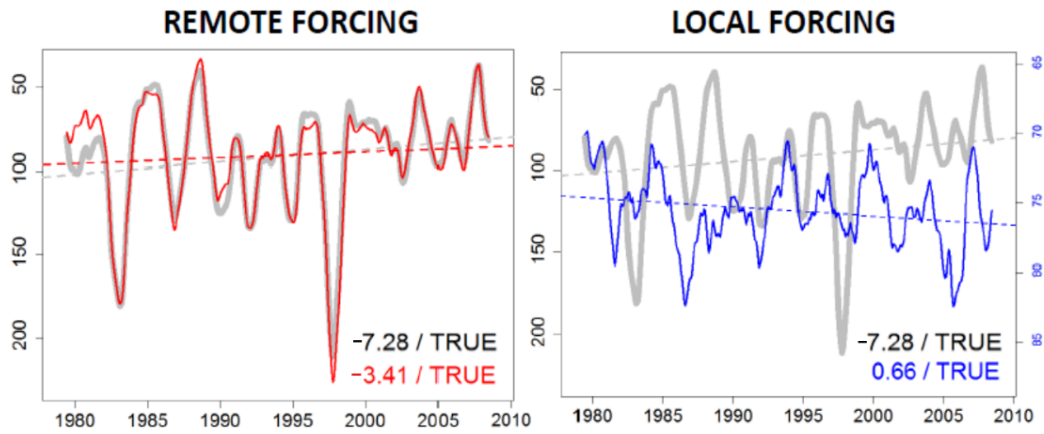 REMOTE FORCING
50
100
150
200
−7.28 / TRUE
−3.41 / TRUE
1980 1985 1990 1995 2000 2005 2010
LOCAL FORCING
50
100
150
200
65
70
75
80
85
−7.28 / TRUE
0.66 / TRUE
1980 1985 1990 1995 2000 2005 2010